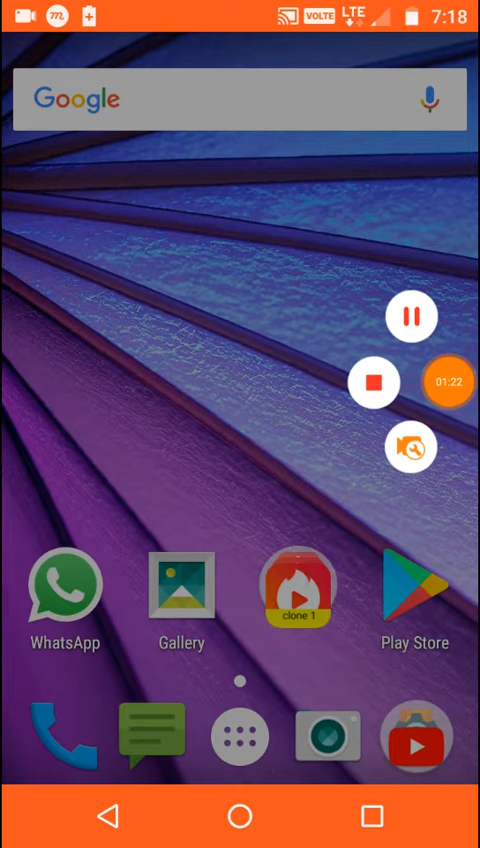 VOLTE LTE 7:18
Google
01:22
clone 1
WhatsApp Gallery Play Store